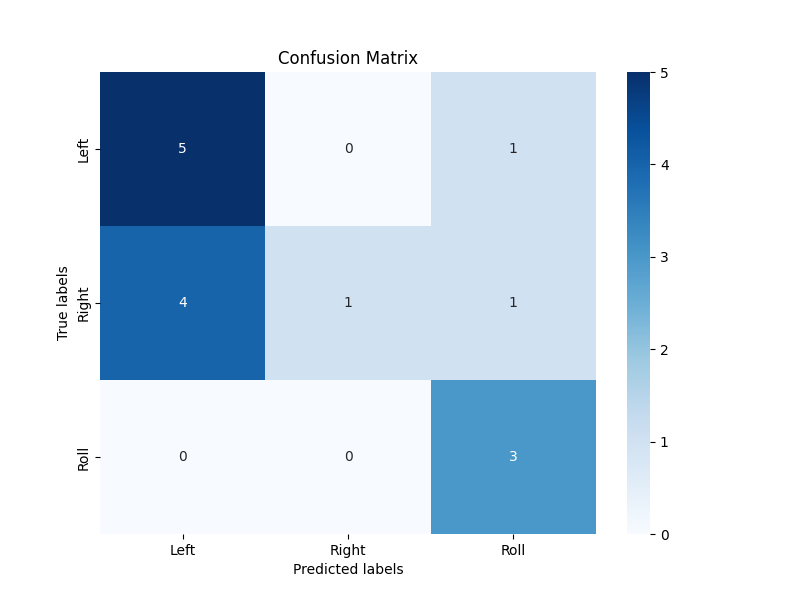 Confusion Matrix
True labels
Left
5 0 1
Right
4 1 1
Roll
0 0 3
Left Right Roll
Predicted labels
5
4
3
2
1
0